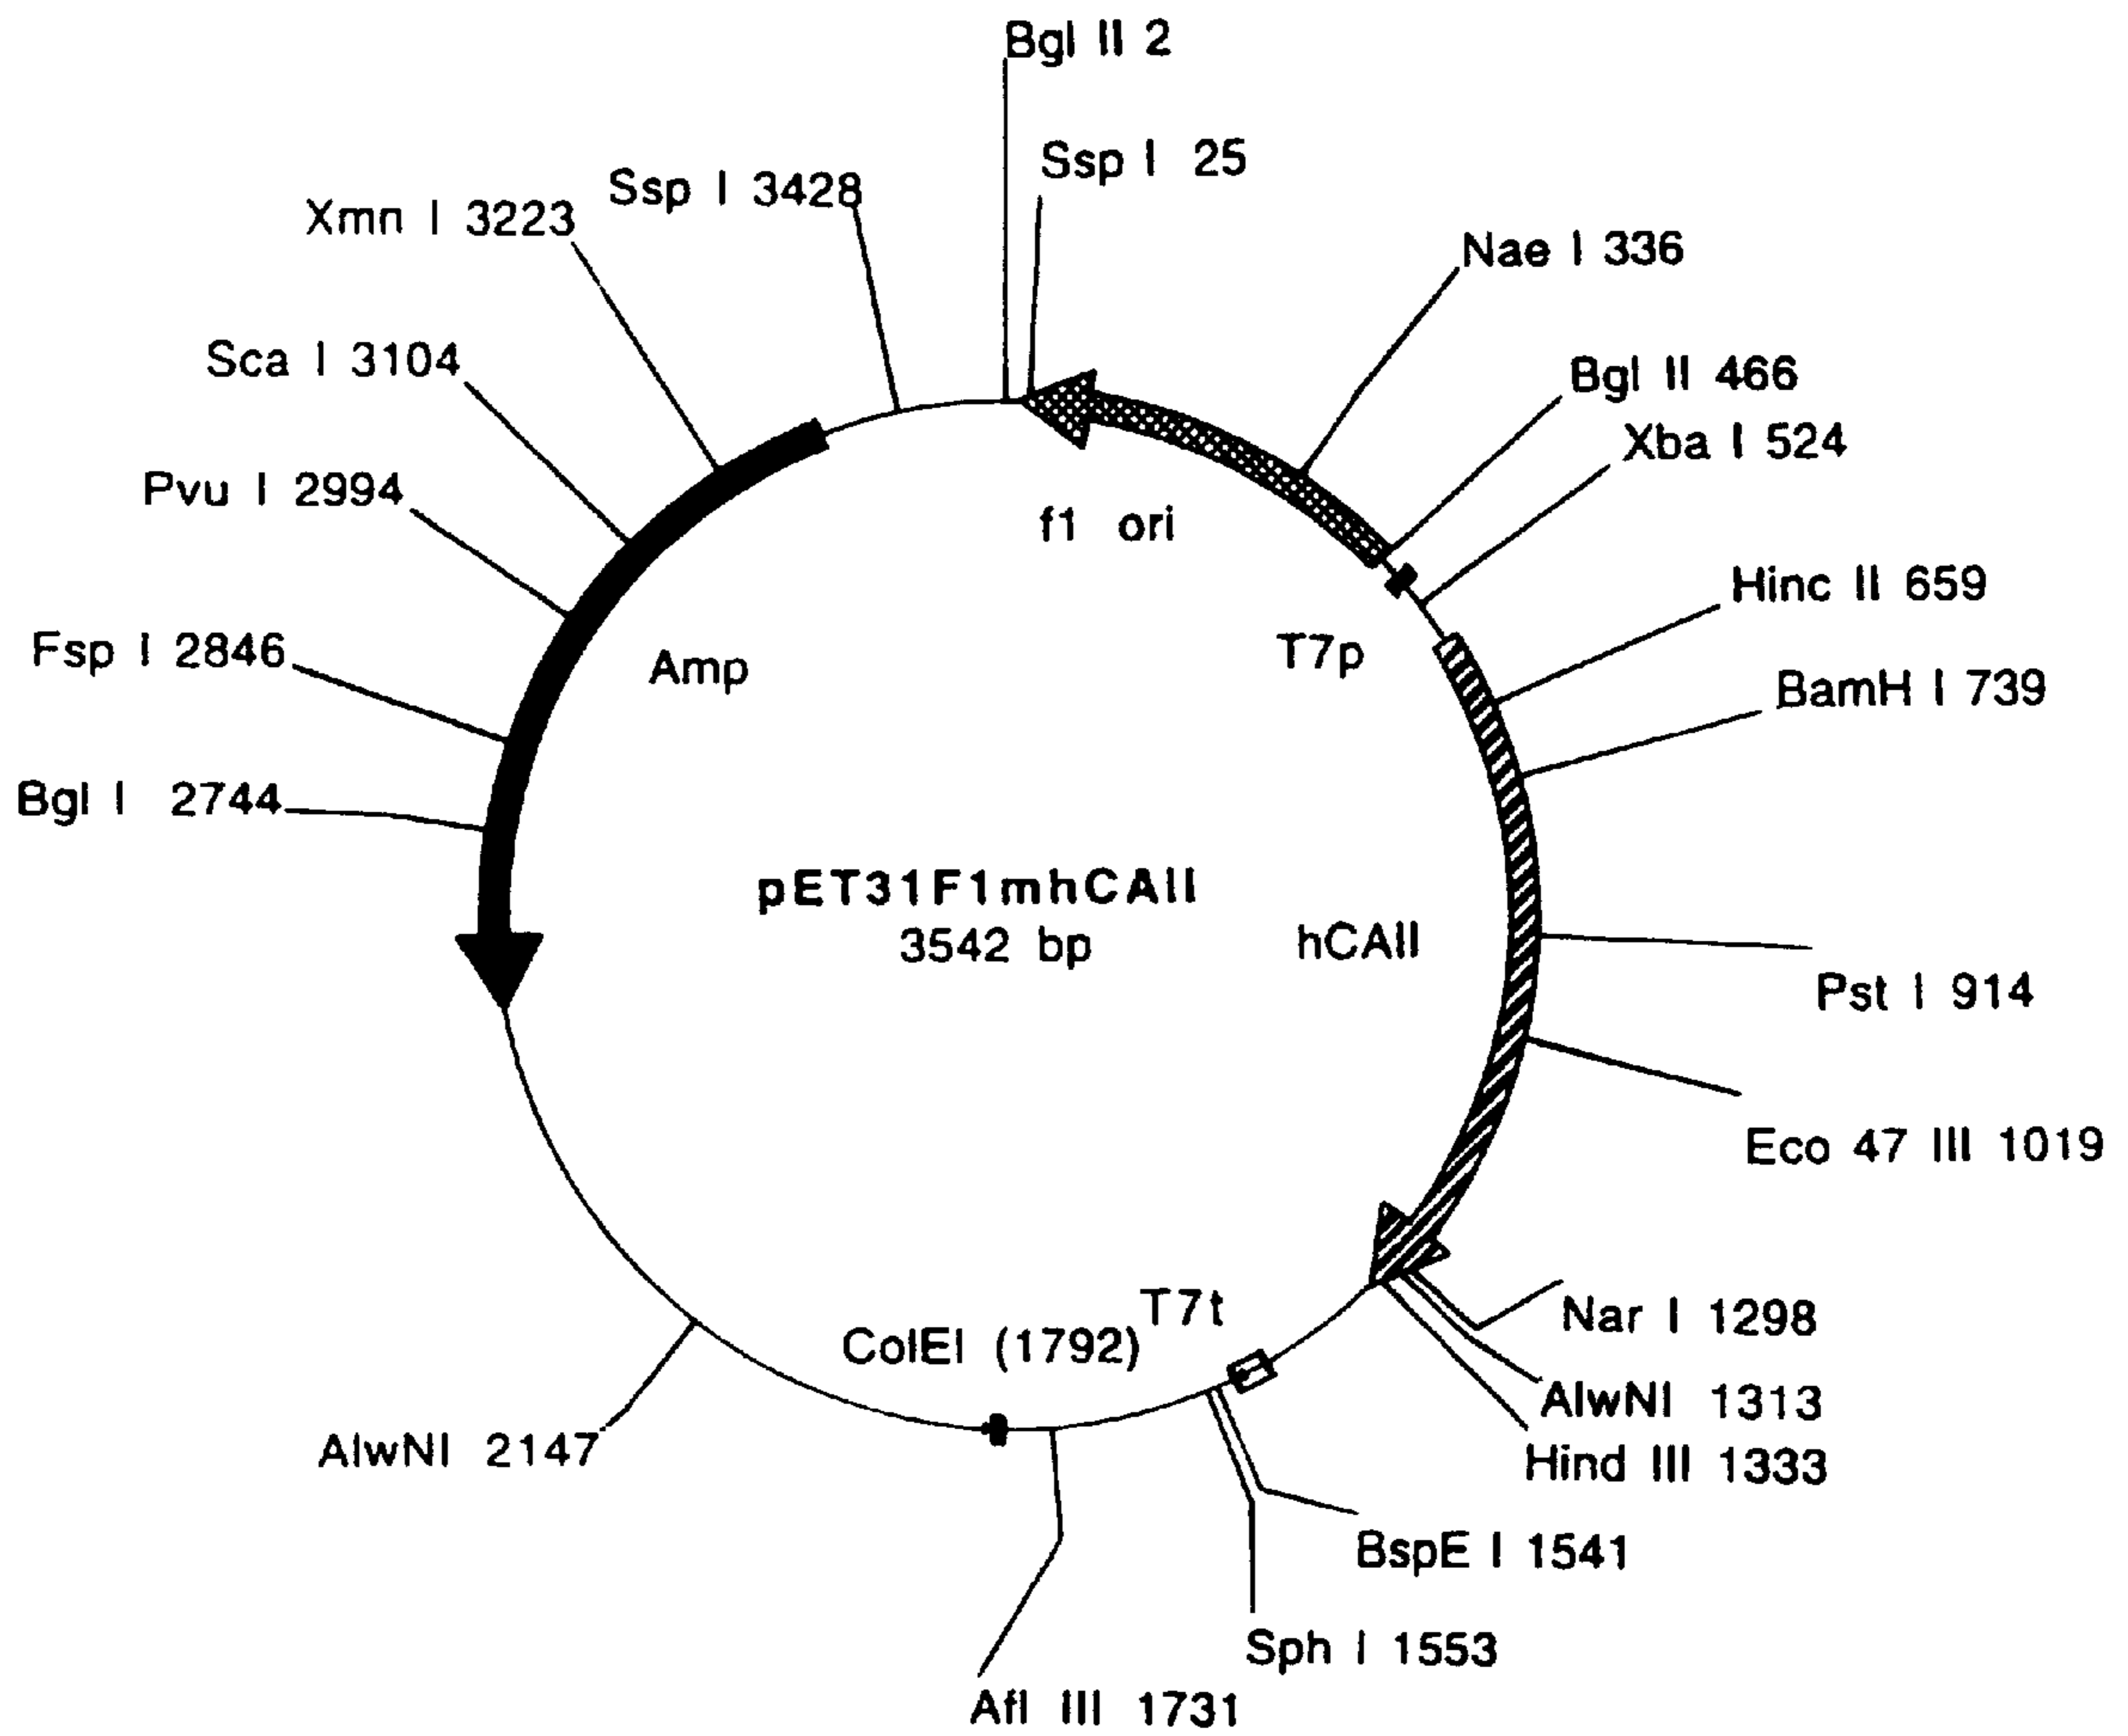 Bgl II 2
Ssp I 25
Ssp I 3428
Xmn I 3223
Nae I 336
Sca I 3104
Bgl II 466
Xba I 524
Pvu I 2994
f1 ori
Hinc II 659
Fsp I 2846
Amp
T7p
BamH I 739
Bgl I 2744
pET31F1mhCAII
3542 bp
hCAII
Pst I 914
Eco 47 III 1019
T7t
Nar I 1298
ColEI (1792)
AlwNI 1313
AlwNI 2147
Hind III 1333
BspE I 1541
Sph I 1553
Afl III 1731